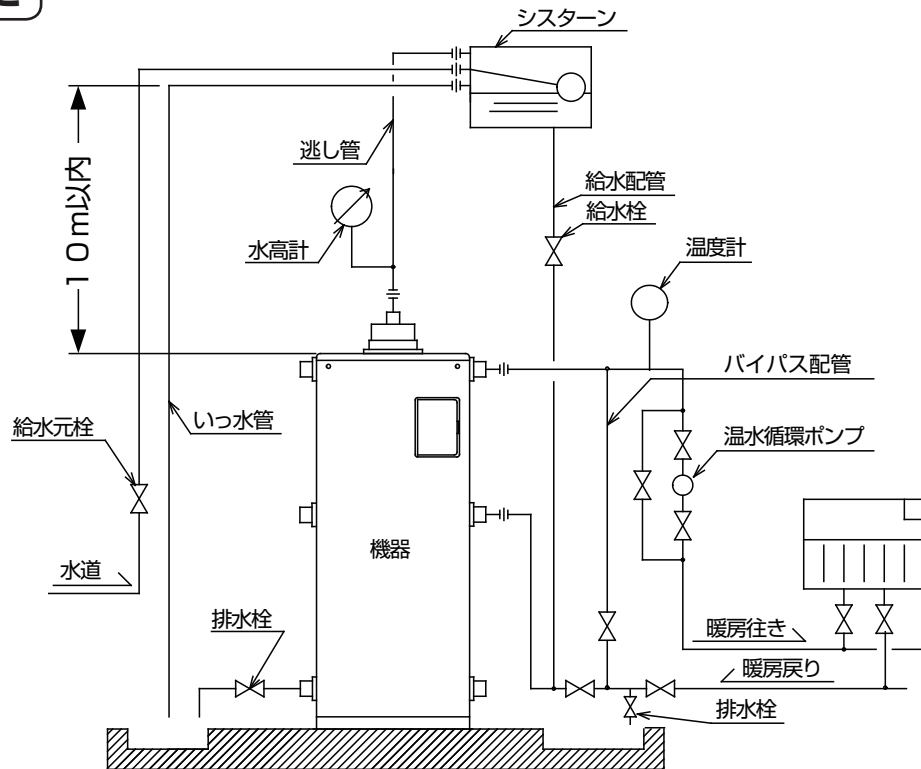 シスターン
逃し管
10m以内
給水配管
給水栓
水高計
温度計
バイパス配管
給水元栓
いっ水管
温水循環ポンプ
機器
水道
排水栓
暖房往き
暖房戻り
排水栓